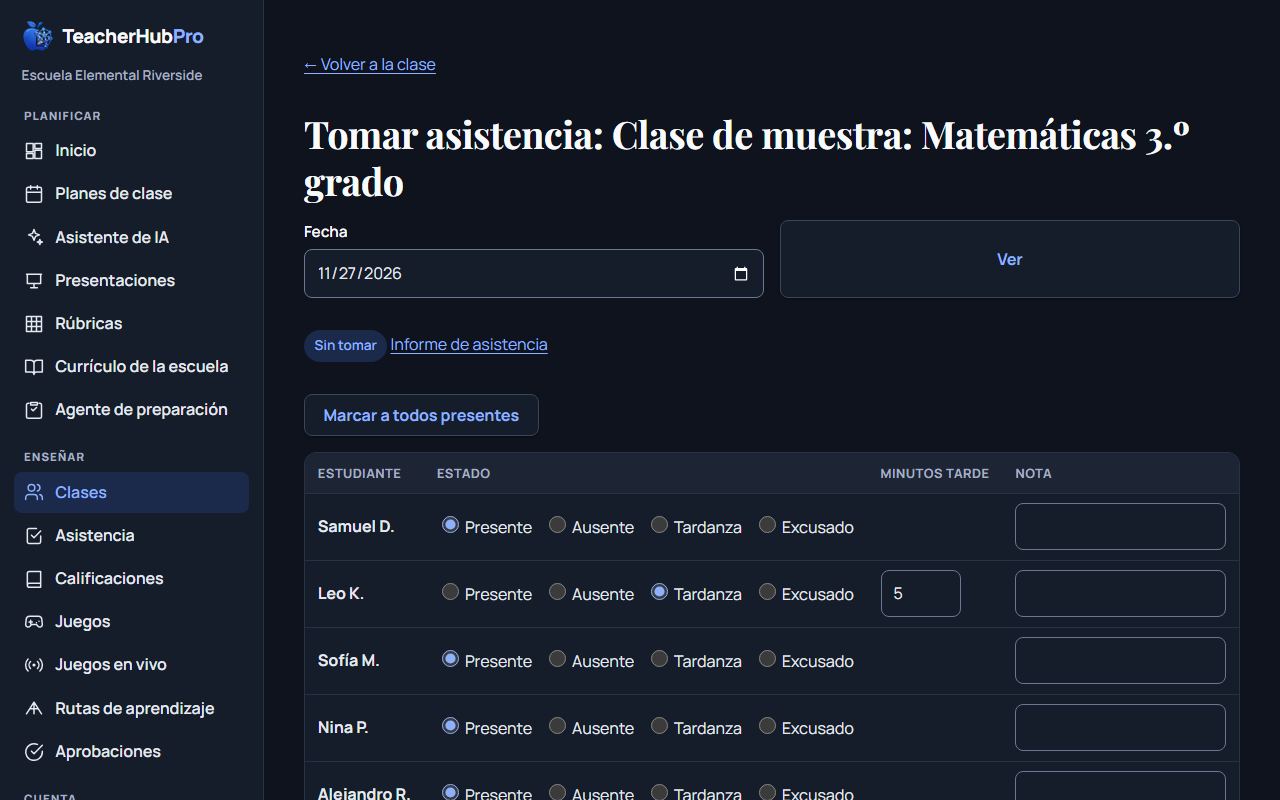 TeacherHubPro
Escuela Elemental Riverside
PLANIFICAR
Inicio
Planes de clase
Asistente de IA
Presentaciones
Rúbricas
Currículo de la escuela
Agente de preparación
ENSEÑAR
Clases
Asistencia
Calificaciones
Juegos
Juegos en vivo
Rutas de aprendizaje
Aprobaciones
CUENTA
← Volver a la clase
Tomar asistencia: Clase de muestra: Matemáticas 3.º
grado
Fecha
11/27/2026
Ver
Sin tomar Informe de asistencia
Marcar a todos presentes
ESTUDIANTE ESTADO MINUTOS TARDE NOTA
Samuel D. Presente Ausente Tardanza Excusado
Leo K. Presente Ausente Tardanza Excusado 5
Sofía M. Presente Ausente Tardanza Excusado
Nina P. Presente Ausente Tardanza Excusado
Alejandro R. Presente Ausente Tardanza Excusado